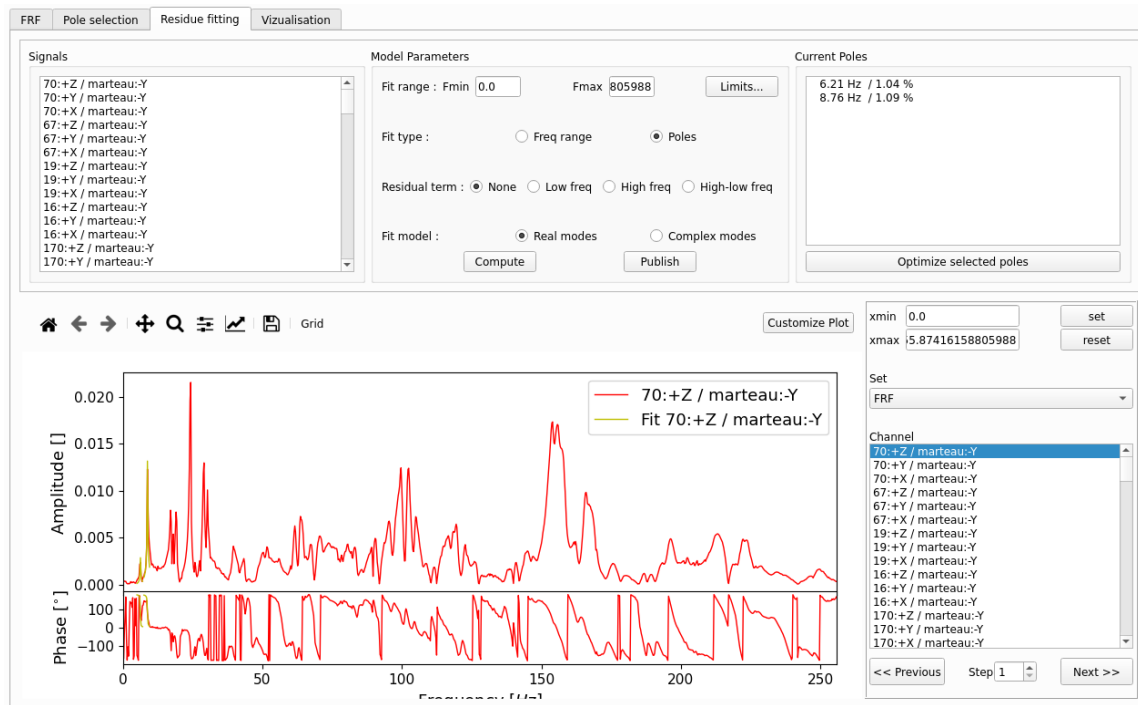 FRF Pole selection Residue fitting Vizualisation
Signals
70:+Z / marteau:-Y
70:+Y / marteau:-Y
70:+X / marteau:-Y
67:+Z / marteau:-Y
67:+Y / marteau:-Y
67:+X / marteau:-Y
19:+Z / marteau:-Y
19:+Y / marteau:-Y
19:+X / marteau:-Y
16:+Z / marteau:-Y
16:+Y / marteau:-Y
16:+X / marteau:-Y
170:+Z / marteau:-Y
170:+Y / marteau:-Y
Model Parameters
Fit range : Fmin 0.0 Fmax 805988 Limits...
Fit type : Freq range Poles
Residual term : None Low freq High freq High-low freq
Fit model : Real modes Complex modes
Compute Publish
Current Poles
6.21 Hz / 1.04 %
8.76 Hz / 1.09 %
Optimize selected poles
Grid
Customize Plot
Amplitude []
0.020
0.015
0.010
0.005
0.000
70:+Z / marteau:-Y
Fit 70:+Z / marteau:-Y
Phase [°]
100
0
−100
0 50 100 150 200 250
Frequency [Hz]
xmin 0.0 set
xmax 5.87416158805988 reset
Set
FRF
Channel
70:+Z / marteau:-Y
70:+Y / marteau:-Y
70:+X / marteau:-Y
67:+Z / marteau:-Y
67:+Y / marteau:-Y
67:+X / marteau:-Y
19:+Z / marteau:-Y
19:+Y / marteau:-Y
19:+X / marteau:-Y
16:+Z / marteau:-Y
16:+Y / marteau:-Y
16:+X / marteau:-Y
170:+Z / marteau:-Y
170:+Y / marteau:-Y
170:+X / marteau:-Y
<< Previous Step 1 Next >>